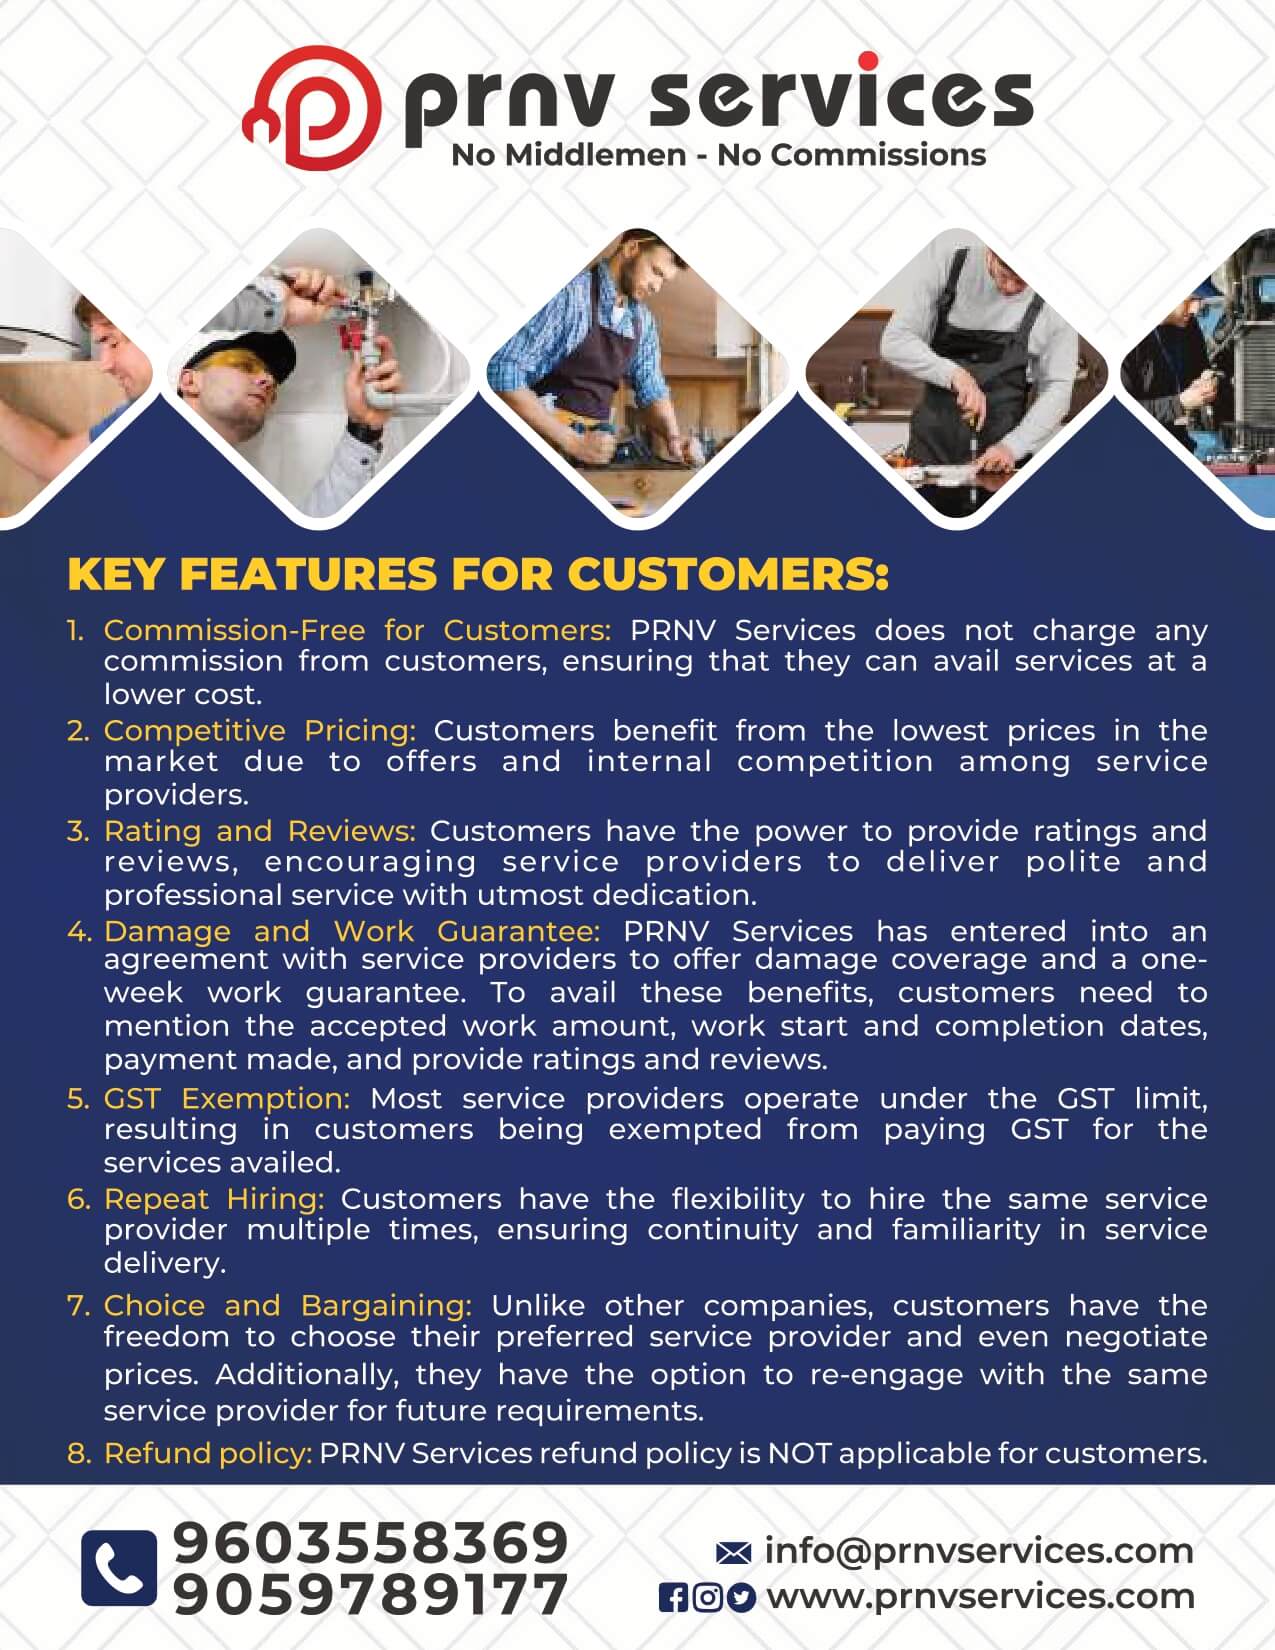 prnv services
No Middlemen - No Commissions
KEY FEATURES FOR CUSTOMERS:
1. Commission-Free for Customers: PRNV Services does not charge any
commission from customers, ensuring that they can avail services at a
lower cost.
2. Competitive Pricing: Customers benefit from the lowest prices in the
market due to offers and internal competition among service
providers.
3. Rating and Reviews: Customers have the power to provide ratings and
reviews, encouraging service providers to deliver polite and
professional service with utmost dedication.
4. Damage and Work Guarantee: PRNV Services has entered into an
agreement with service providers to offer damage coverage and a one-
week work guarantee. To avail these benefits, customers need to
mention the accepted work amount, work start and completion dates,
payment made, and provide ratings and reviews.
5. GST Exemption: Most service providers operate under the GST limit,
resulting in customers being exempted from paying GST for the
services availed.
6. Repeat Hiring: Customers have the flexibility to hire the same service
provider multiple times, ensuring continuity and familiarity in service
delivery.
7. Choice and Bargaining: Unlike other companies, customers have the
freedom to choose their preferred service provider and even negotiate
prices. Additionally, they have the option to re-engage with the same
service provider for future requirements.
8. Refund policy: PRNV Services refund policy is NOT applicable for customers.
9603558369
9059789177
info@prnvservices.com
www.prnvservices.com